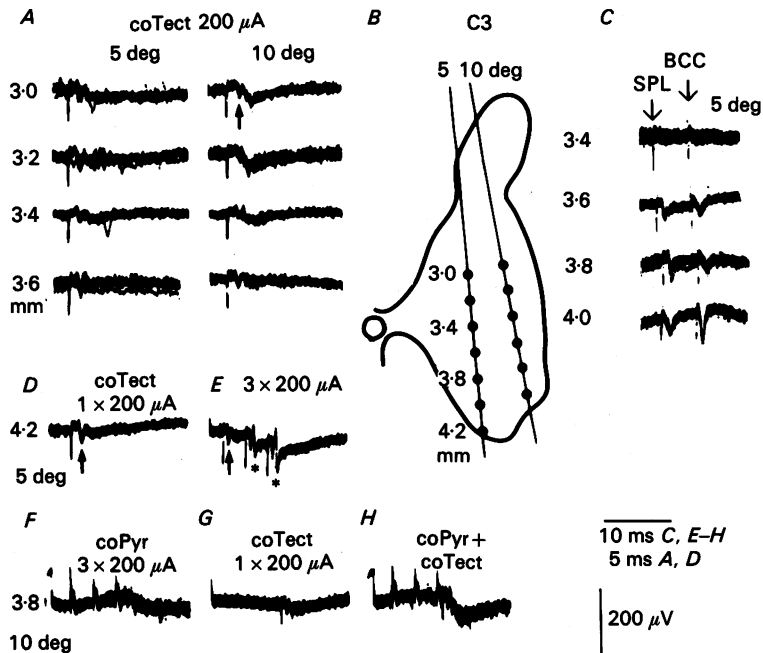 A
coTect 200 µA
5 deg
10 deg
3·0
3·2
3·4
3·6
mm
B
C3
5 10 deg
3·0
3·4
3·8
4·2
mm
C
BCC
SPL
5 deg
3·4
3·6
3·8
4·0
D
coTect
1 × 200 µA
4·2
5 deg
E
3 × 200 µA
*
*
F
coPyr
3 × 200 µA
3·8
10 deg
G
coTect
1 × 200 µA
H
coPyr +
coTect
10 ms C, E–H
5 ms A, D
200 µV